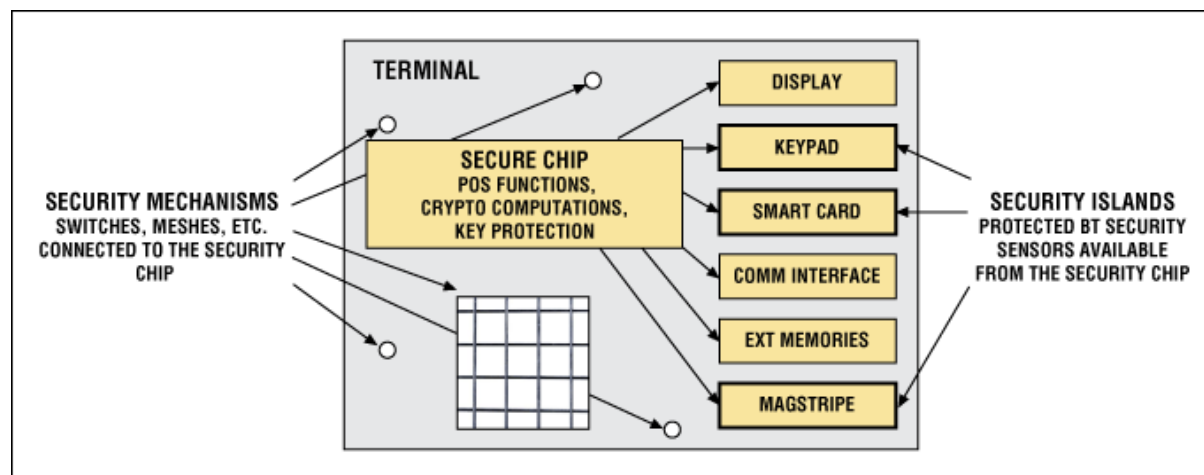 TERMINAL
SECURITY MECHANISMS
SWITCHES, MESHES, ETC.
CONNECTED TO THE SECURITY
CHIP
SECURE CHIP
POS FUNCTIONS,
CRYPTO COMPUTATIONS,
KEY PROTECTION
DISPLAY
KEYPAD
SMART CARD
COMM INTERFACE
EXT MEMORIES
MAGSTRIPE
SECURITY ISLANDS
PROTECTED BT SECURITY
SENSORS AVAILABLE
FROM THE SECURITY CHIP